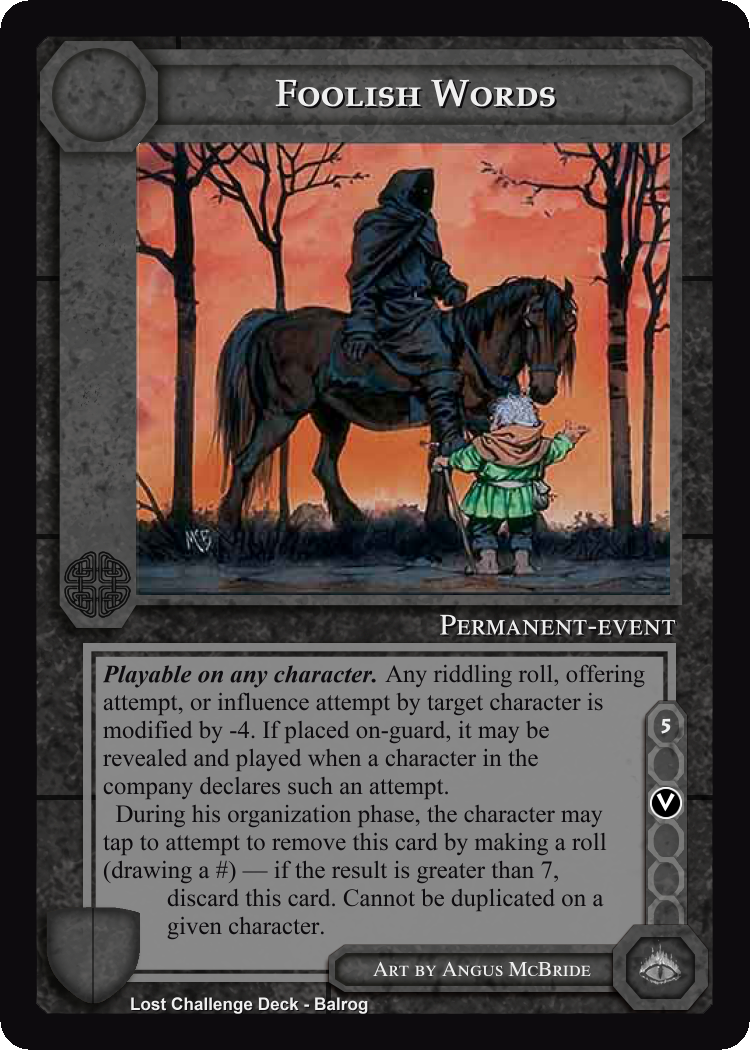 Foolish Words
McB
Permanent-event
Playable on any character. Any riddling roll, offering
attempt, or influence attempt by target character is
modified by -4. If placed on-guard, it may be
revealed and played when a character in the
company declares such an attempt.
During his organization phase, the character may
tap to attempt to remove this card by making a roll
(drawing a #) — if the result is greater than 7,
discard this card. Cannot be duplicated on a
given character.
5
V
Art by Angus McBride
Lost Challenge Deck - Balrog